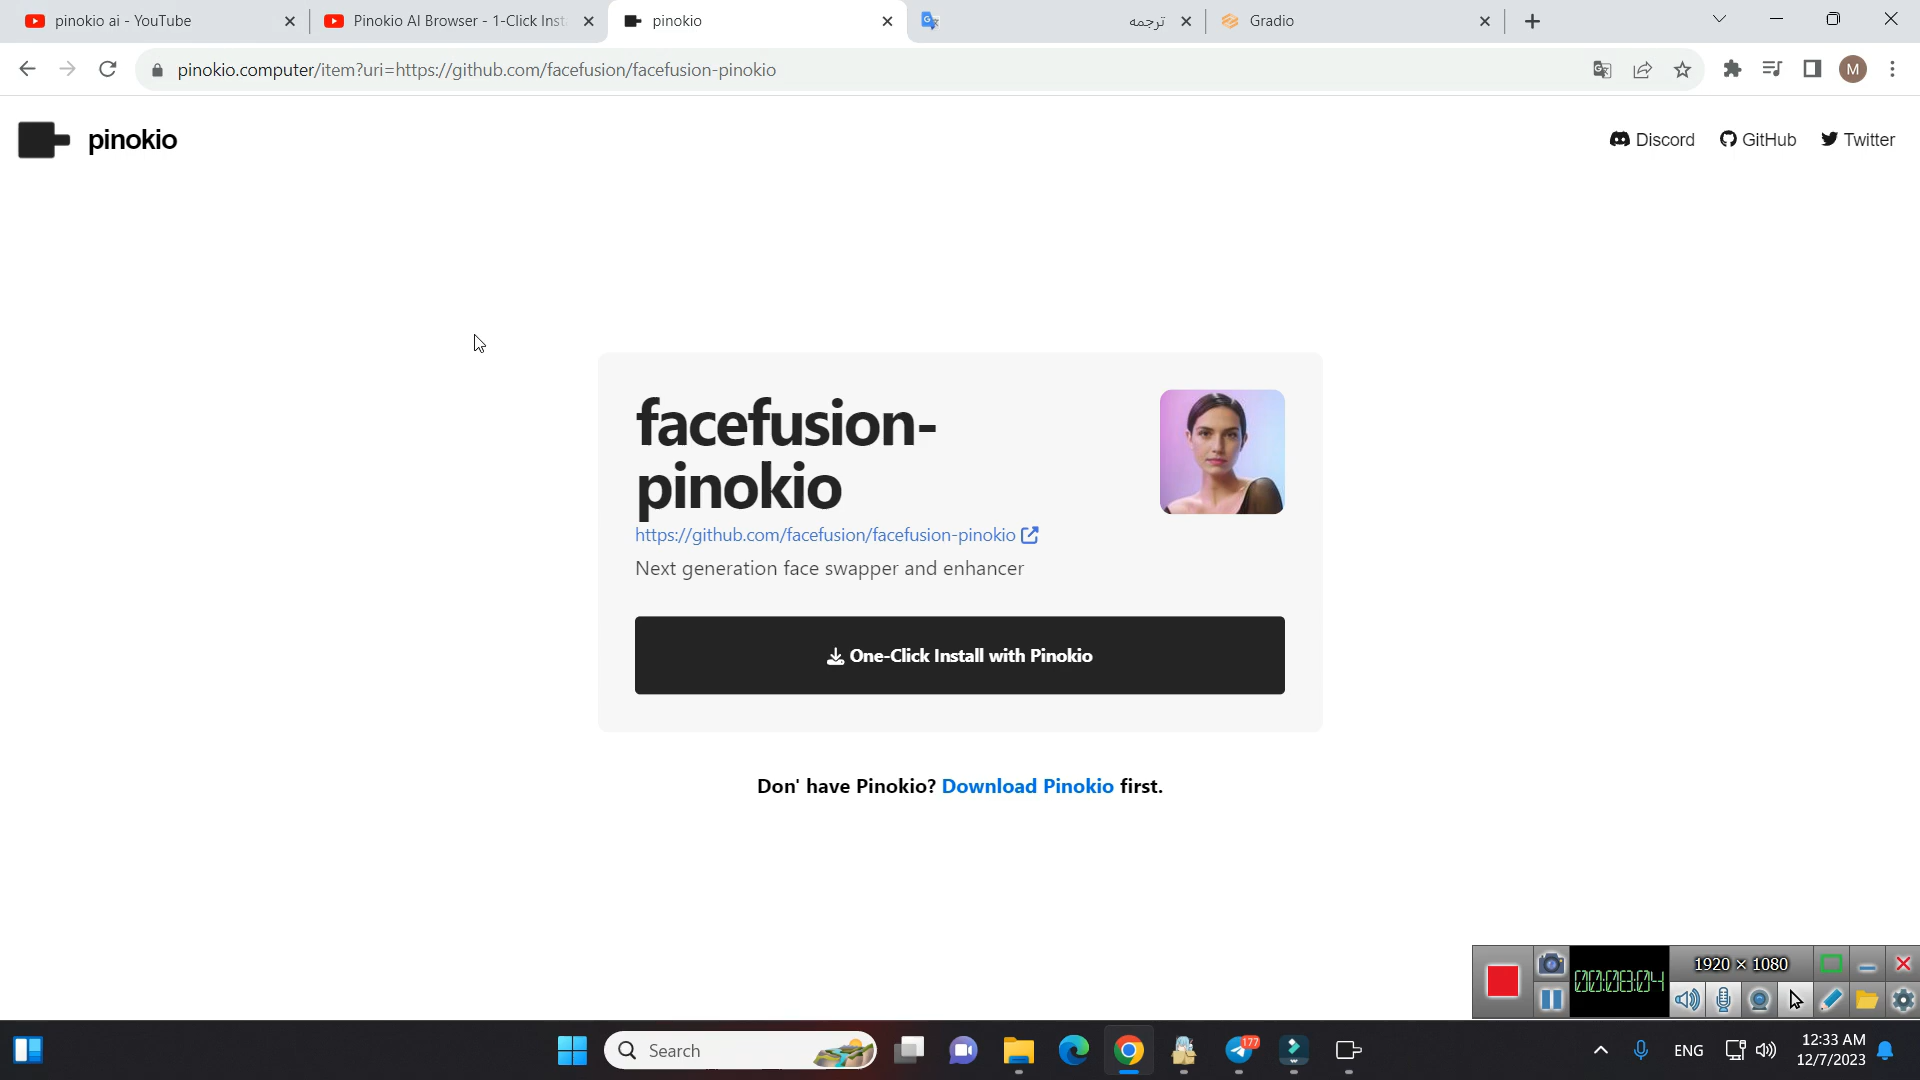 pinokio ai - YouTube
Pinokio AI Browser - 1-Click Inst
pinokio
ترجمه
Gradio
pinokio.computer/item?uri=https://github.com/facefusion/facefusion-pinokio
M
pinokio
Discord
GitHub
Twitter
facefusion-
pinokio
https://github.com/facefusion/facefusion-pinokio
Next generation face swapper and enhancer
One-Click Install with Pinokio
Don' have Pinokio? Download Pinokio first.
1920 × 1080
00:03:04
Search
177
ENG
12:33 AM
12/7/2023